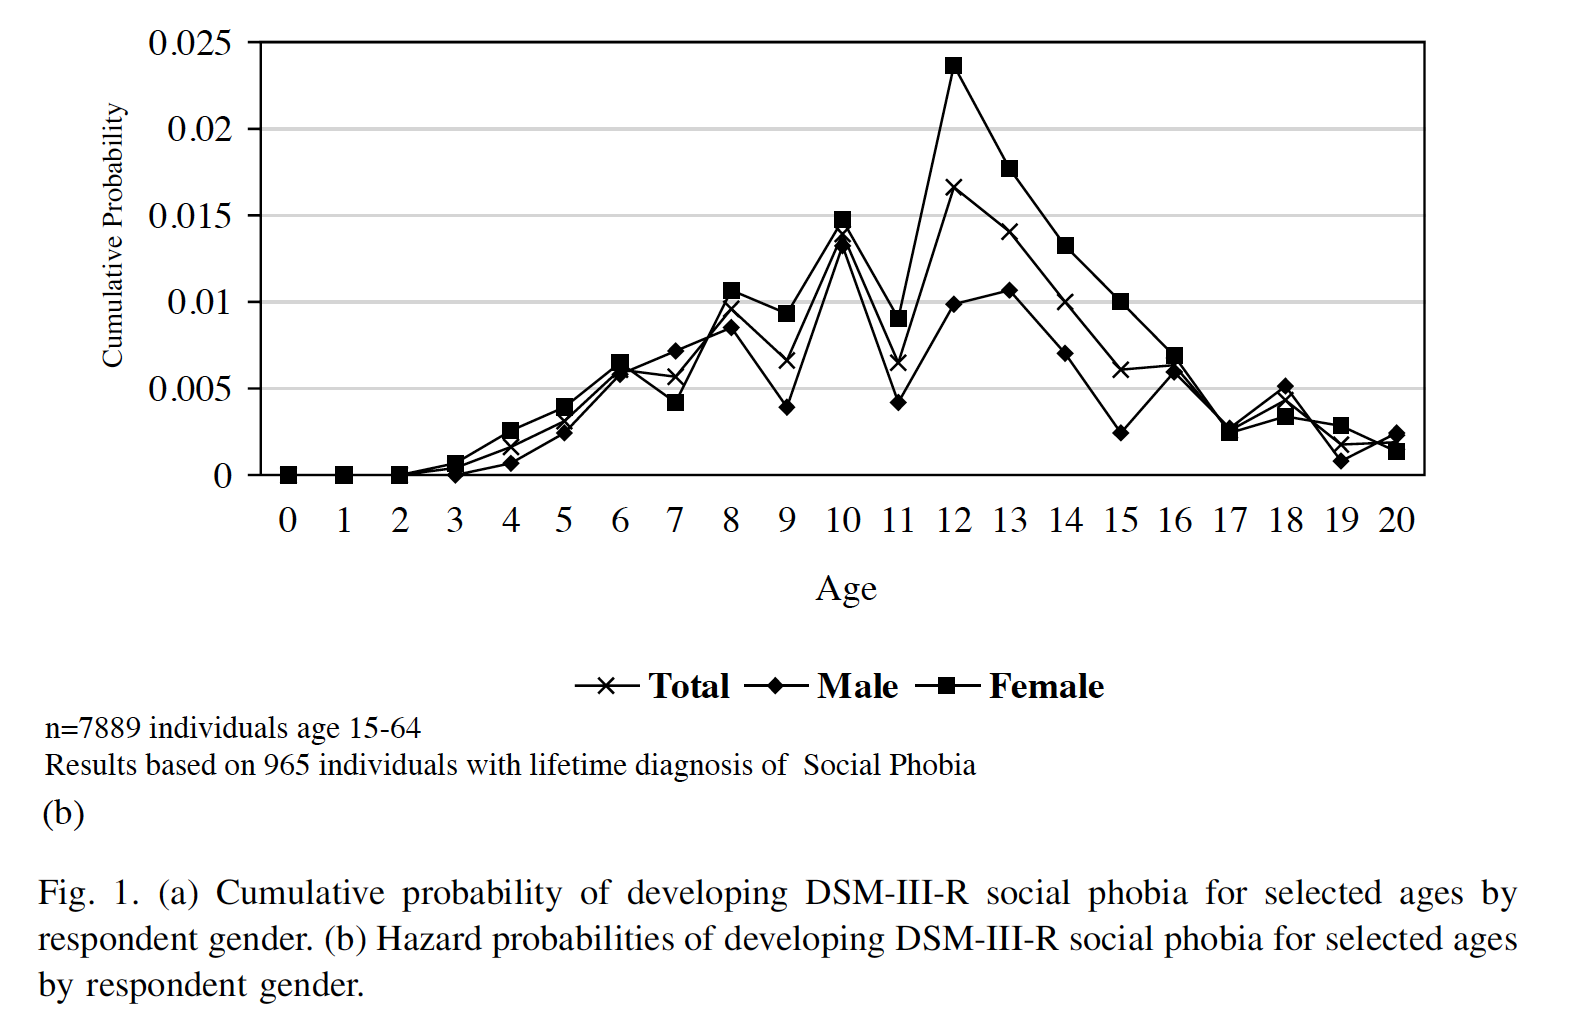 Cumulative Probability
0.025
0.02
0.015
0.01
0.005
0
0 1 2 3 4 5 6 7 8 9 10 11 12 13 14 15 16 17 18 19 20
Age
Total Male Female
n=7889 individuals age 15-64
Results based on 965 individuals with lifetime diagnosis of Social Phobia
(b)
Fig. 1. (a) Cumulative probability of developing DSM-III-R social phobia for selected ages by
respondent gender. (b) Hazard probabilities of developing DSM-III-R social phobia for selected ages
by respondent gender.